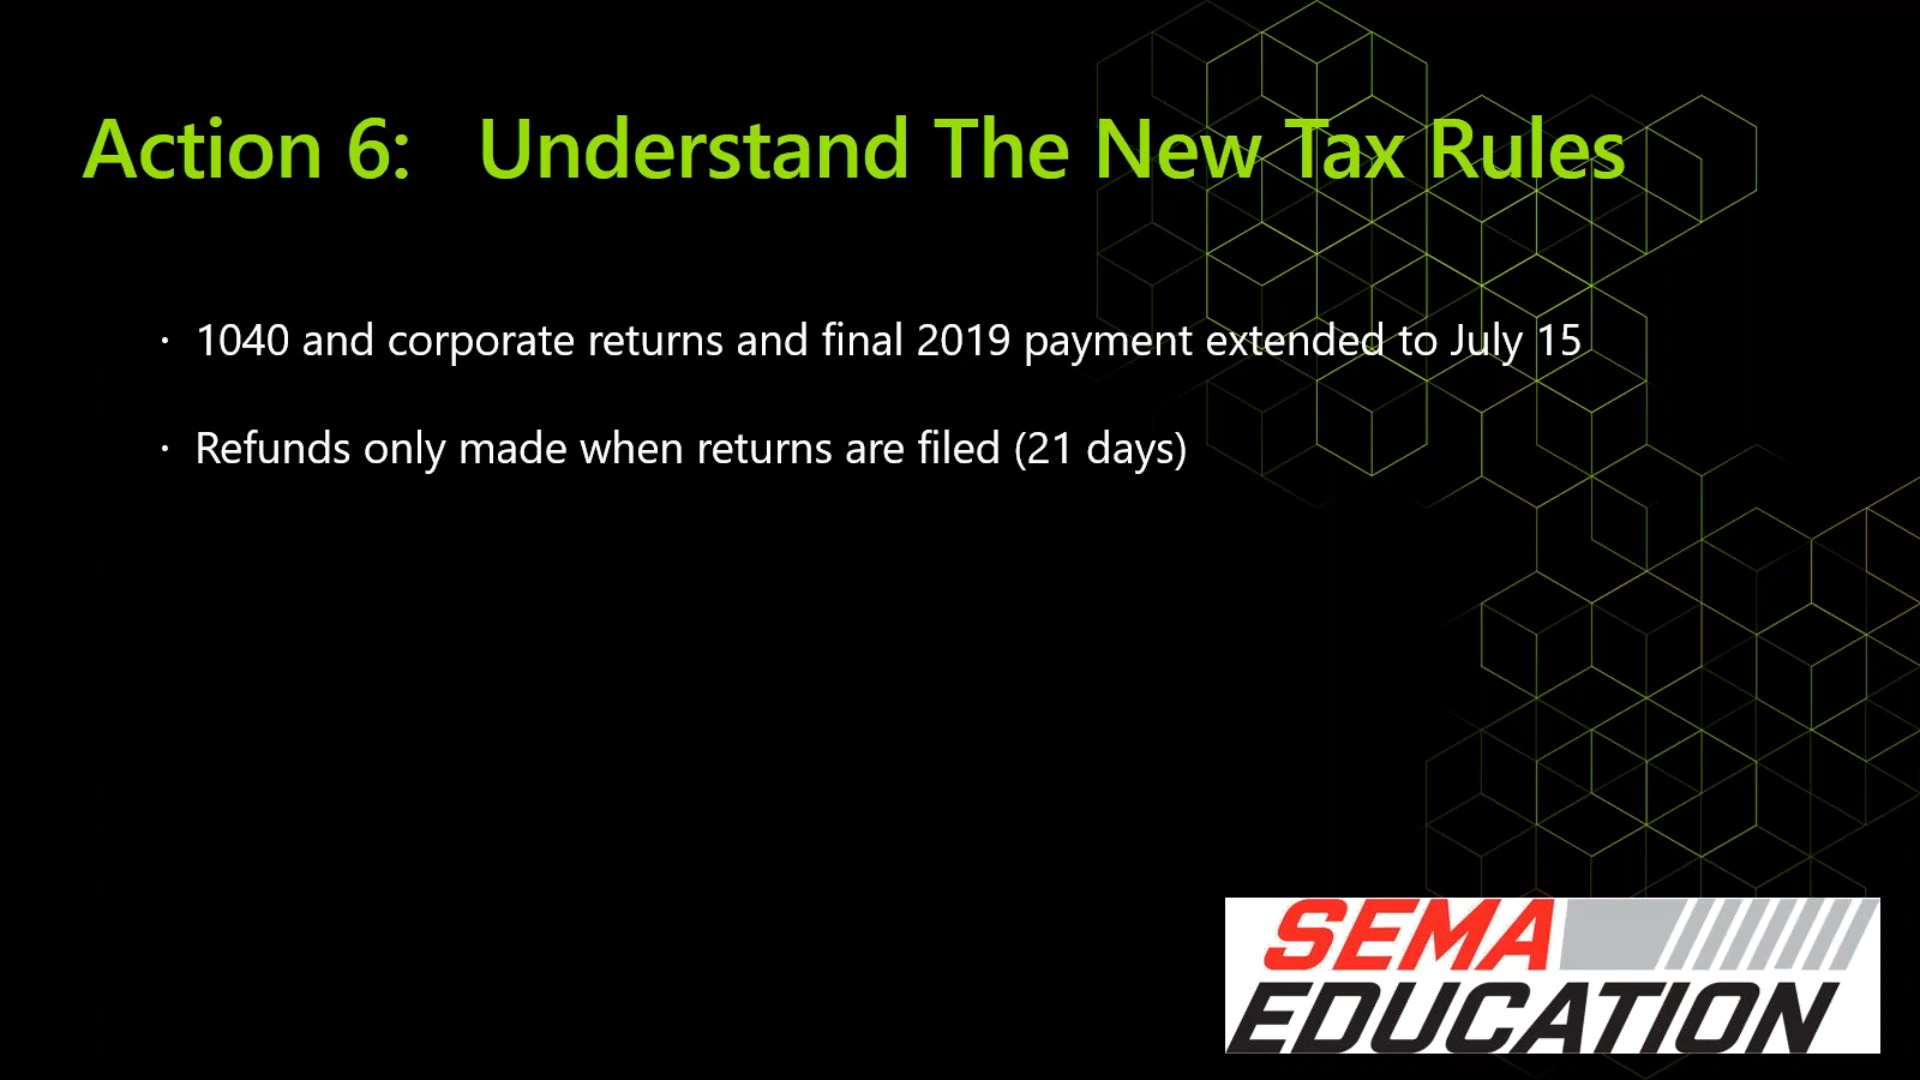 Action 6: Understand The New Tax Rules
· 1040 and corporate returns and final 2019 payment extended to July 15
· Refunds only made when returns are filed (21 days)
SEMA
EDUCATION